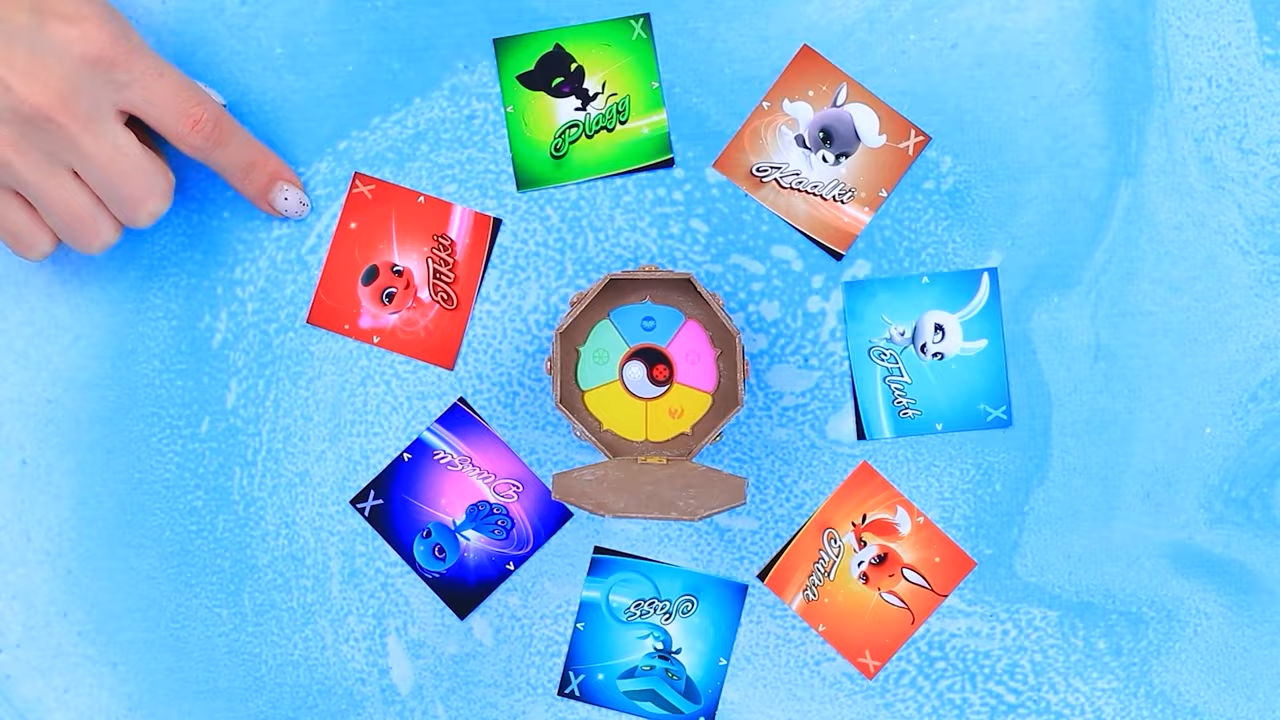 X
Plagg
X
Kaalki
X
Tikki
Fluff
X
Duusu
X
Trixx
X
Sass
X